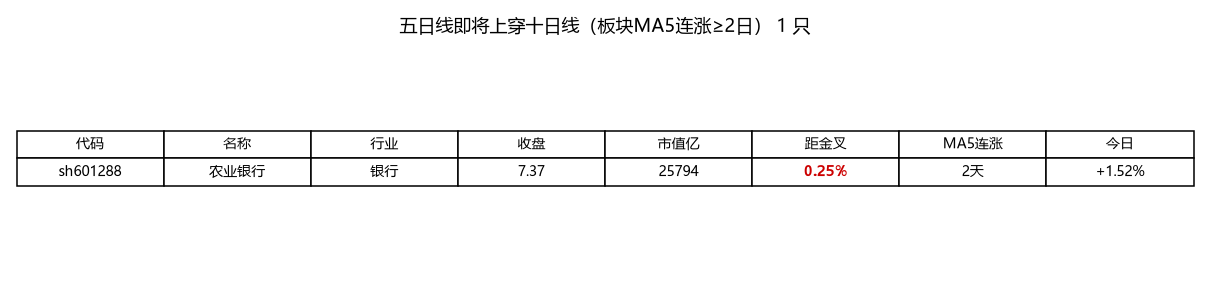 五日线即将上穿十日线（板块MA5连涨≥2日） 1 只
代码 名称 行业 收盘 市值亿 距金叉 MA5连涨 今日
sh601288 农业银行 银行 7.37 25794 0.25% 2天 +1.52%